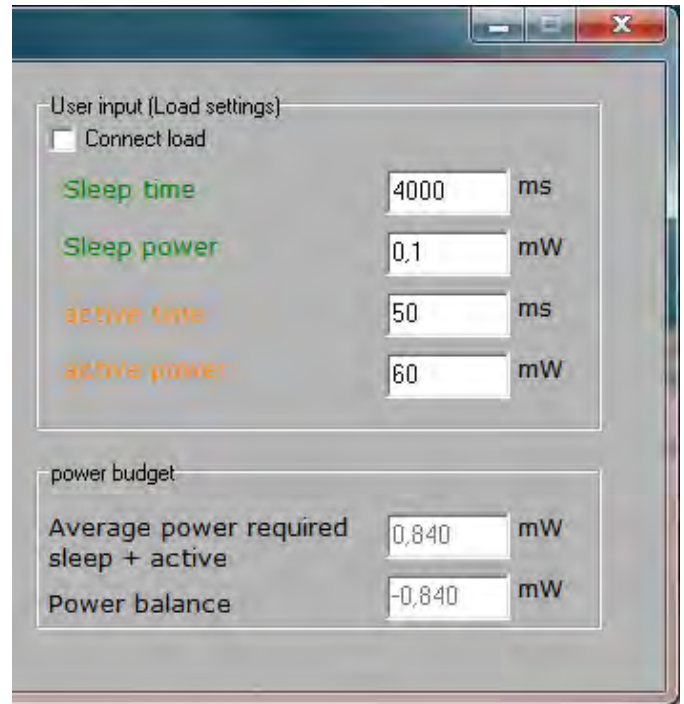 User input (Load settings)
Connect load
Sleep time 4000 ms
Sleep power 0,1 mW
active time 50 ms
active power 60 mW
power budget
Average power required
sleep + active 0,840 mW
Power balance -0,840 mW